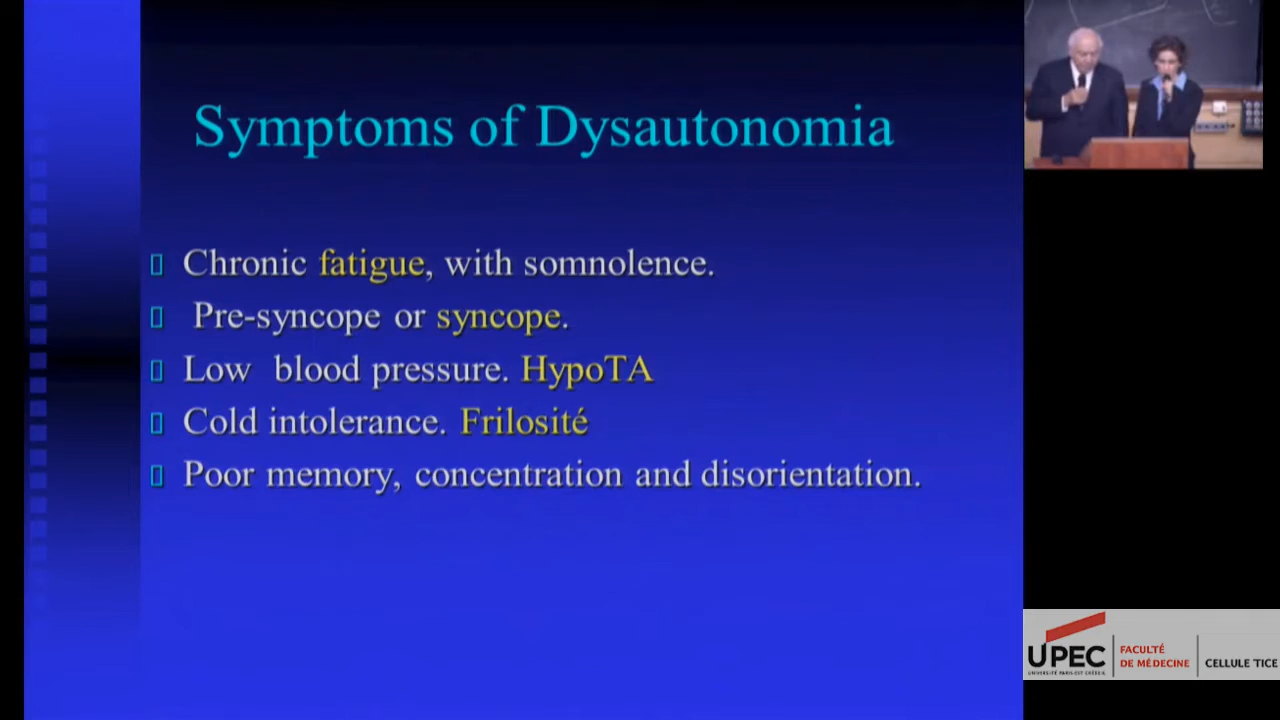 Symptoms of Dysautonomia
Chronic fatigue, with somnolence.
Pre-syncope or syncope.
Low blood pressure. HypoTA
Cold intolerance. Frilosité
Poor memory, concentration and disorientation.
UPEC
UNIVERSITÉ PARIS-EST CRÉTEIL
FACULTÉ
DE MÉDECINE
CELLULE TICE